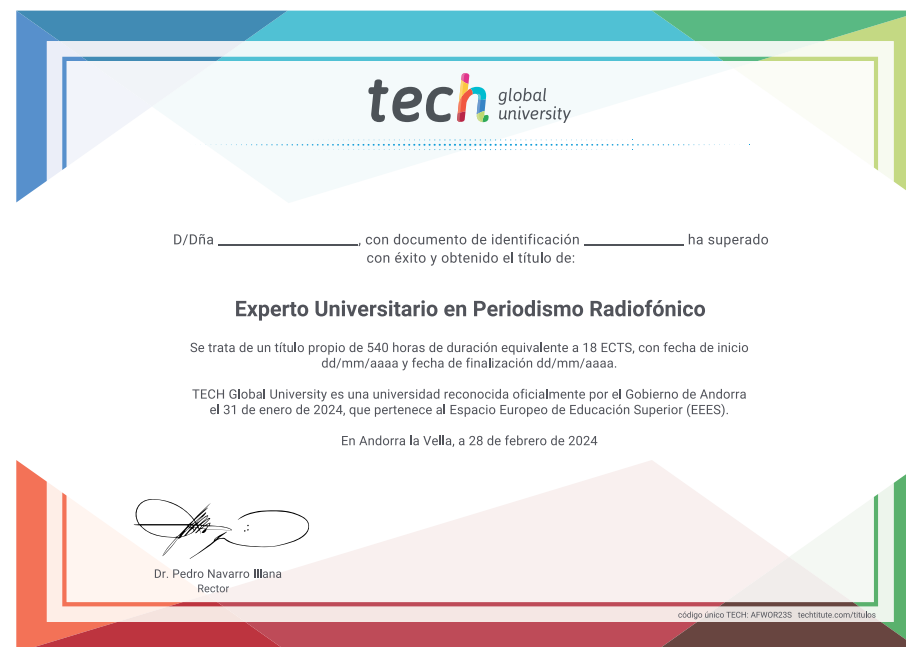 tech global university
D/Dña ____________, con documento de identificación ____________ ha superado
con éxito y obtenido el título de:
Experto Universitario en Periodismo Radiofónico
Se trata de un título propio de 540 horas de duración equivalente a 18 ECTS, con fecha de inicio
dd/mm/aaaa y fecha de finalización dd/mm/aaaa.
TECH Global University es una universidad reconocida oficialmente por el Gobierno de Andorra
el 31 de enero de 2024, que pertenece al Espacio Europeo de Educación Superior (EEES).
En Andorra la Vella, a 28 de febrero de 2024
Dr. Pedro Navarro Illana
Rector
código único TECH: AFWOR23S techtitute.com/titulos